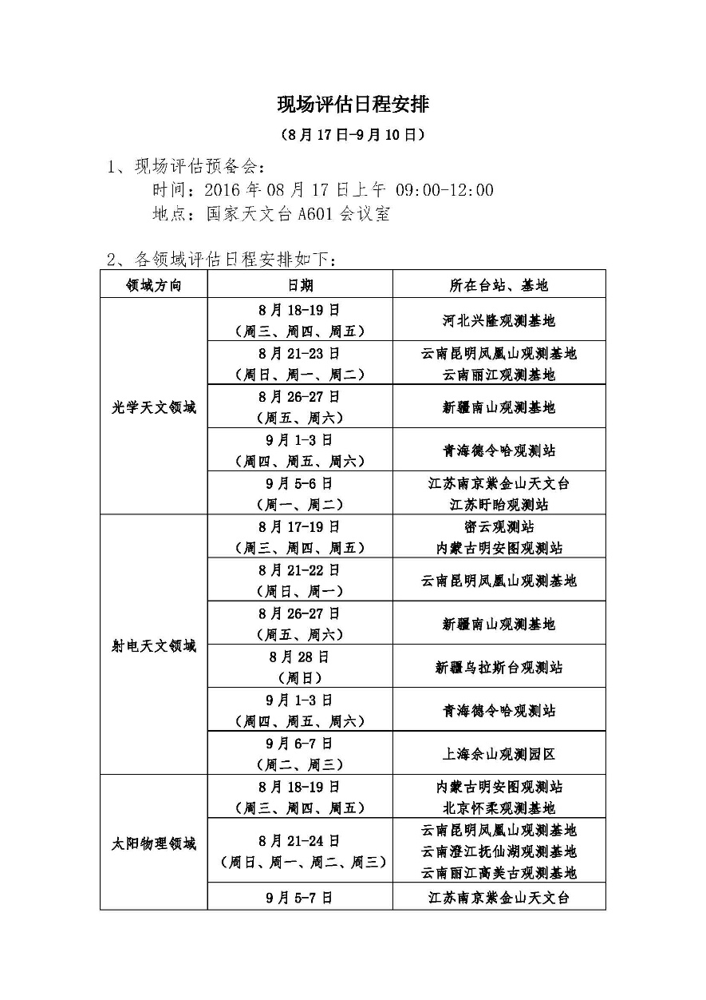 现场评估日程安排
（8月17日-9月10日）
1、现场评估预备会：
时间：2016年08月17日上午 09:00-12:00
地点：国家天文台A601会议室
2、各领域评估日程安排如下：
领域方向 日期 所在台站、基地
光学天文领域
8月18-19日
（周三、周四、周五）
河北兴隆观测基地
8月21-23日
（周日、周一、周二）
云南昆明凤凰山观测基地
云南丽江观测基地
8月26-27日
（周五、周六）
新疆南山观测基地
9月1-3日
（周四、周五、周六）
青海德令哈观测站
9月5-6日
（周一、周二）
江苏南京紫金山天文台
江苏盱眙观测站
射电天文领域
8月17-19日
（周三、周四、周五）
密云观测站
内蒙古明安图观测站
8月21-22日
（周日、周一）
云南昆明凤凰山观测基地
8月26-27日
（周五、周六）
新疆南山观测基地
8月28日
（周日）
新疆乌拉斯台观测站
9月1-3日
（周四、周五、周六）
青海德令哈观测站
9月6-7日
（周二、周三）
上海佘山观测园区
太阳物理领域
8月18-19日
（周三、周四、周五）
内蒙古明安图观测站
北京怀柔观测基地
8月21-24日
（周日、周一、周二、周三）
云南昆明凤凰山观测基地
云南澄江抚仙湖观测基地
云南丽江高美古观测基地
9月5-7日
江苏南京紫金山天文台